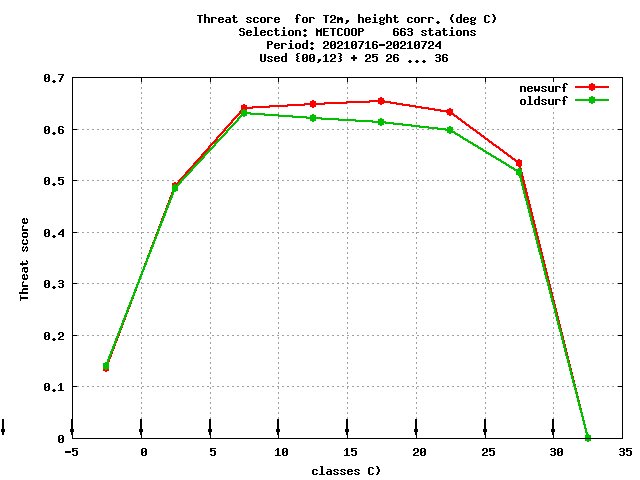 Threat score  for T2m, height corr. (deg C)
Selection: METCOOP    663 stations
Period: 20210716-20210724
Used {00,12} + 25 26 ... 36
newsurf
oldsurf
0.7
0.6
0.5
0.4
0.3
0.2
0.1
0
Threat score
-5 0 5 10 15 20 25 30 35
classes C)